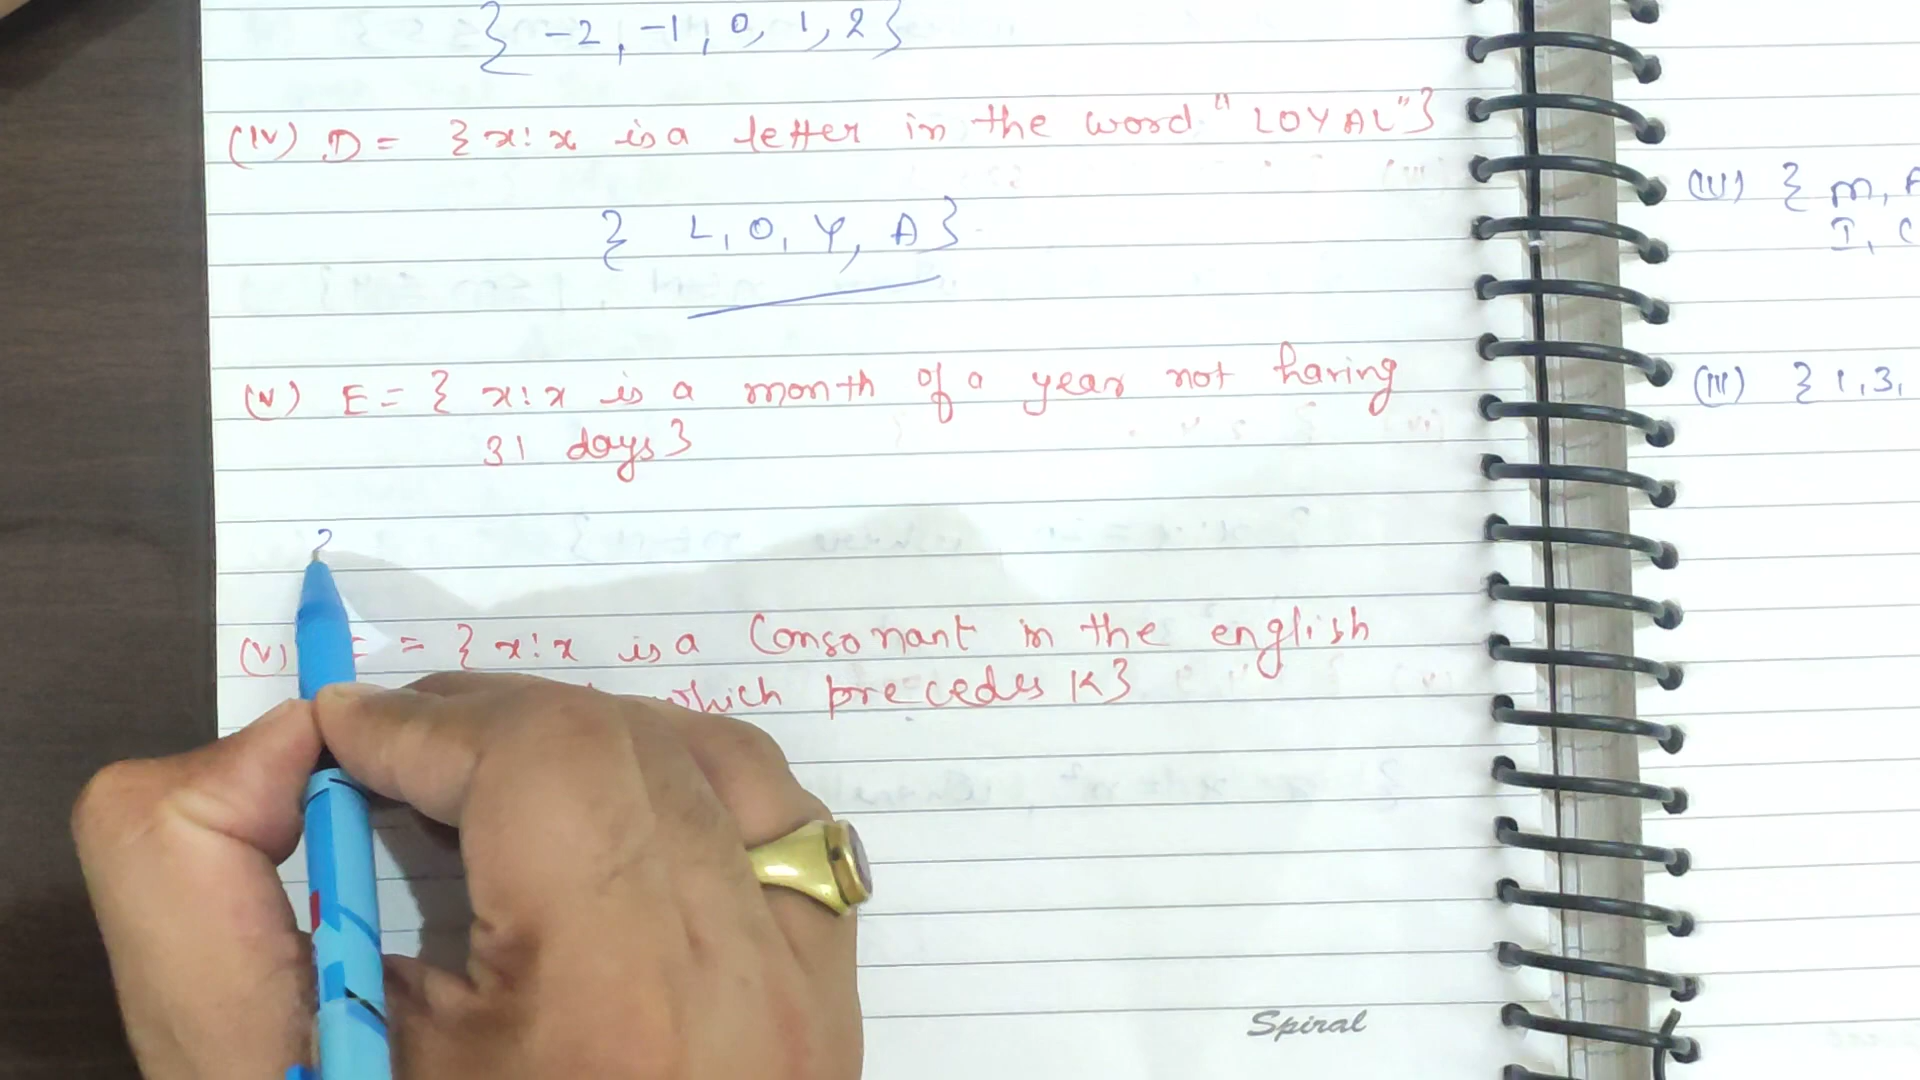 { -2, -1, 0, 1, 2}
(IV) D = {x:x is a letter in the word "LOYAL"}
{ L, O, Y, A}
(V) E = { x:x is a month of a year not having
31 days}
(V) = {x:x is a Consonant in the english
which precedes K}
Spiral
(IV) { M,
I, C
(III) { 1, 3,